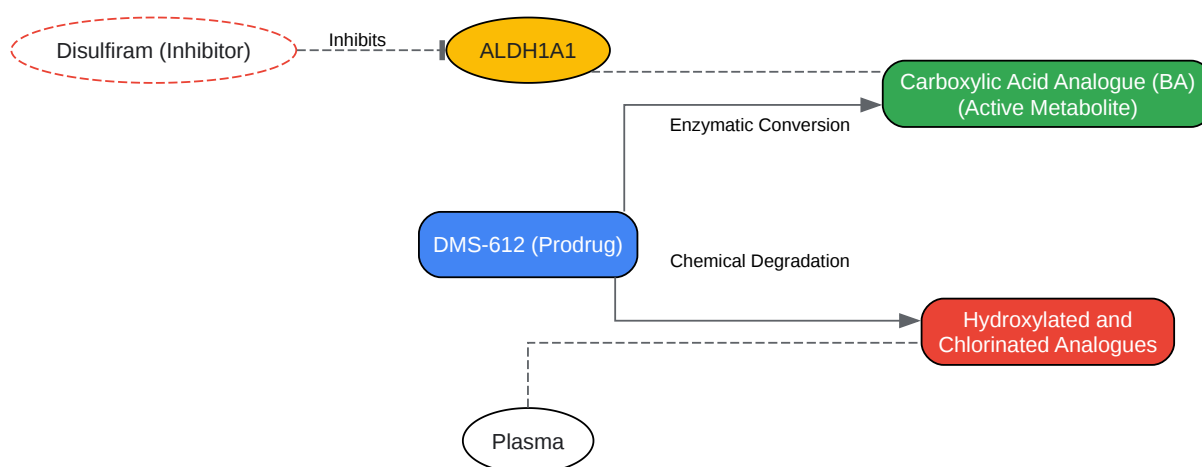 Disulfiram (Inhibitor)
Inhibits
ALDH1A1
Carboxylic Acid Analogue (BA)
(Active Metabolite)
Enzymatic Conversion
DMS-612 (Prodrug)
Chemical Degradation
Hydroxylated and
Chlorinated Analogues
Plasma